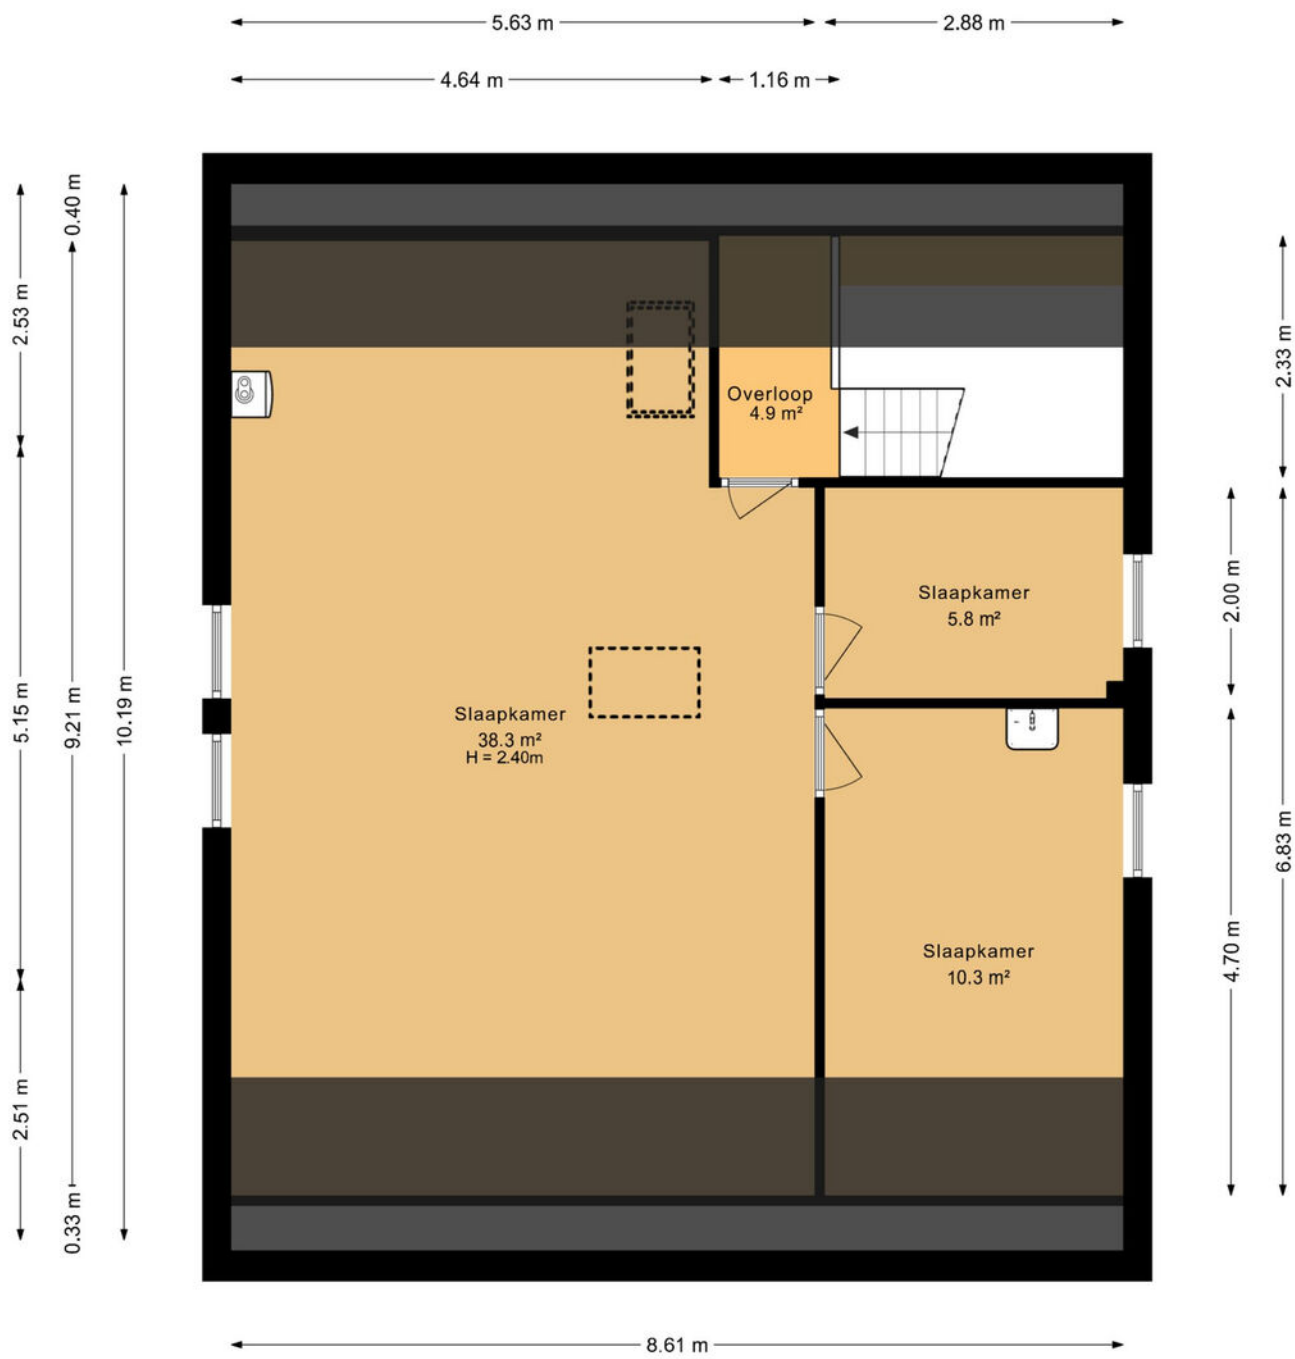 5.63 m
2.88 m
4.64 m
1.16 m
0.40 m
2.53 m
2.33 m
Overloop
4.9 m²
Slaapkamer
5.8 m²
2.00 m
5.15 m
9.21 m
10.19 m
Slaapkamer
38.3 m²
H = 2.40m
6.83 m
4.70 m
Slaapkamer
10.3 m²
2.51 m
0.33 m
8.61 m